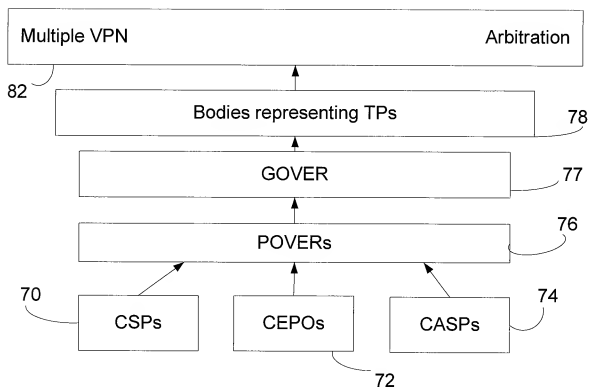 Multiple VPN Arbitration
82
Bodies representing TPs
78
GOVER
77
POVERs
76
70
74
CSPs
CEPOs
CASPs
72